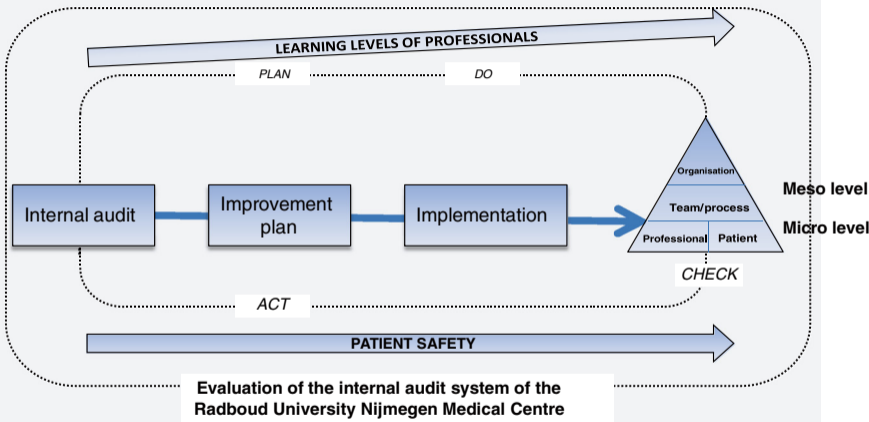 LEARNING LEVELS OF PROFESSIONALS
PLAN
DO
Internal audit
Improvement
plan
Implementation
Organisation
Team/process
Professional
Patient
Meso level
Micro level
CHECK
ACT
PATIENT SAFETY
Evaluation of the internal audit system of the
Radboud University Nijmegen Medical Centre